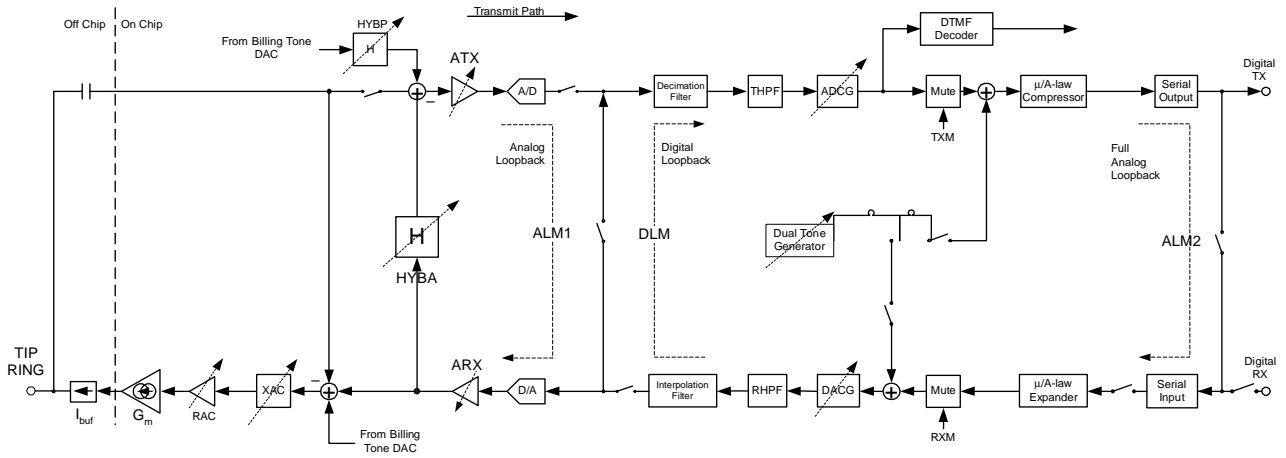 Off Chip
On Chip
HYBP
H
From Billing Tone
DAC
Transmit Path
ATX
A/D
Decimation
Filter
THPF
ADCG
DTMF
Decoder
Mute
TXM
µ/A-law
Compressor
Serial
Output
Digital
TX
Analog
Loopback
Digital
Loopback
Full
Analog
Loopback
H
HYBA
ALM1
DLM
Dual Tone
Generator
ALM2
TIP
RING
Ibuf
Gm
RAC
XAC
From Billing
Tone DAC
ARX
D/A
Interpolation
Filter
RHPF
DACG
Mute
RXM
µ/A-law
Expander
Serial
Input
Digital
RX